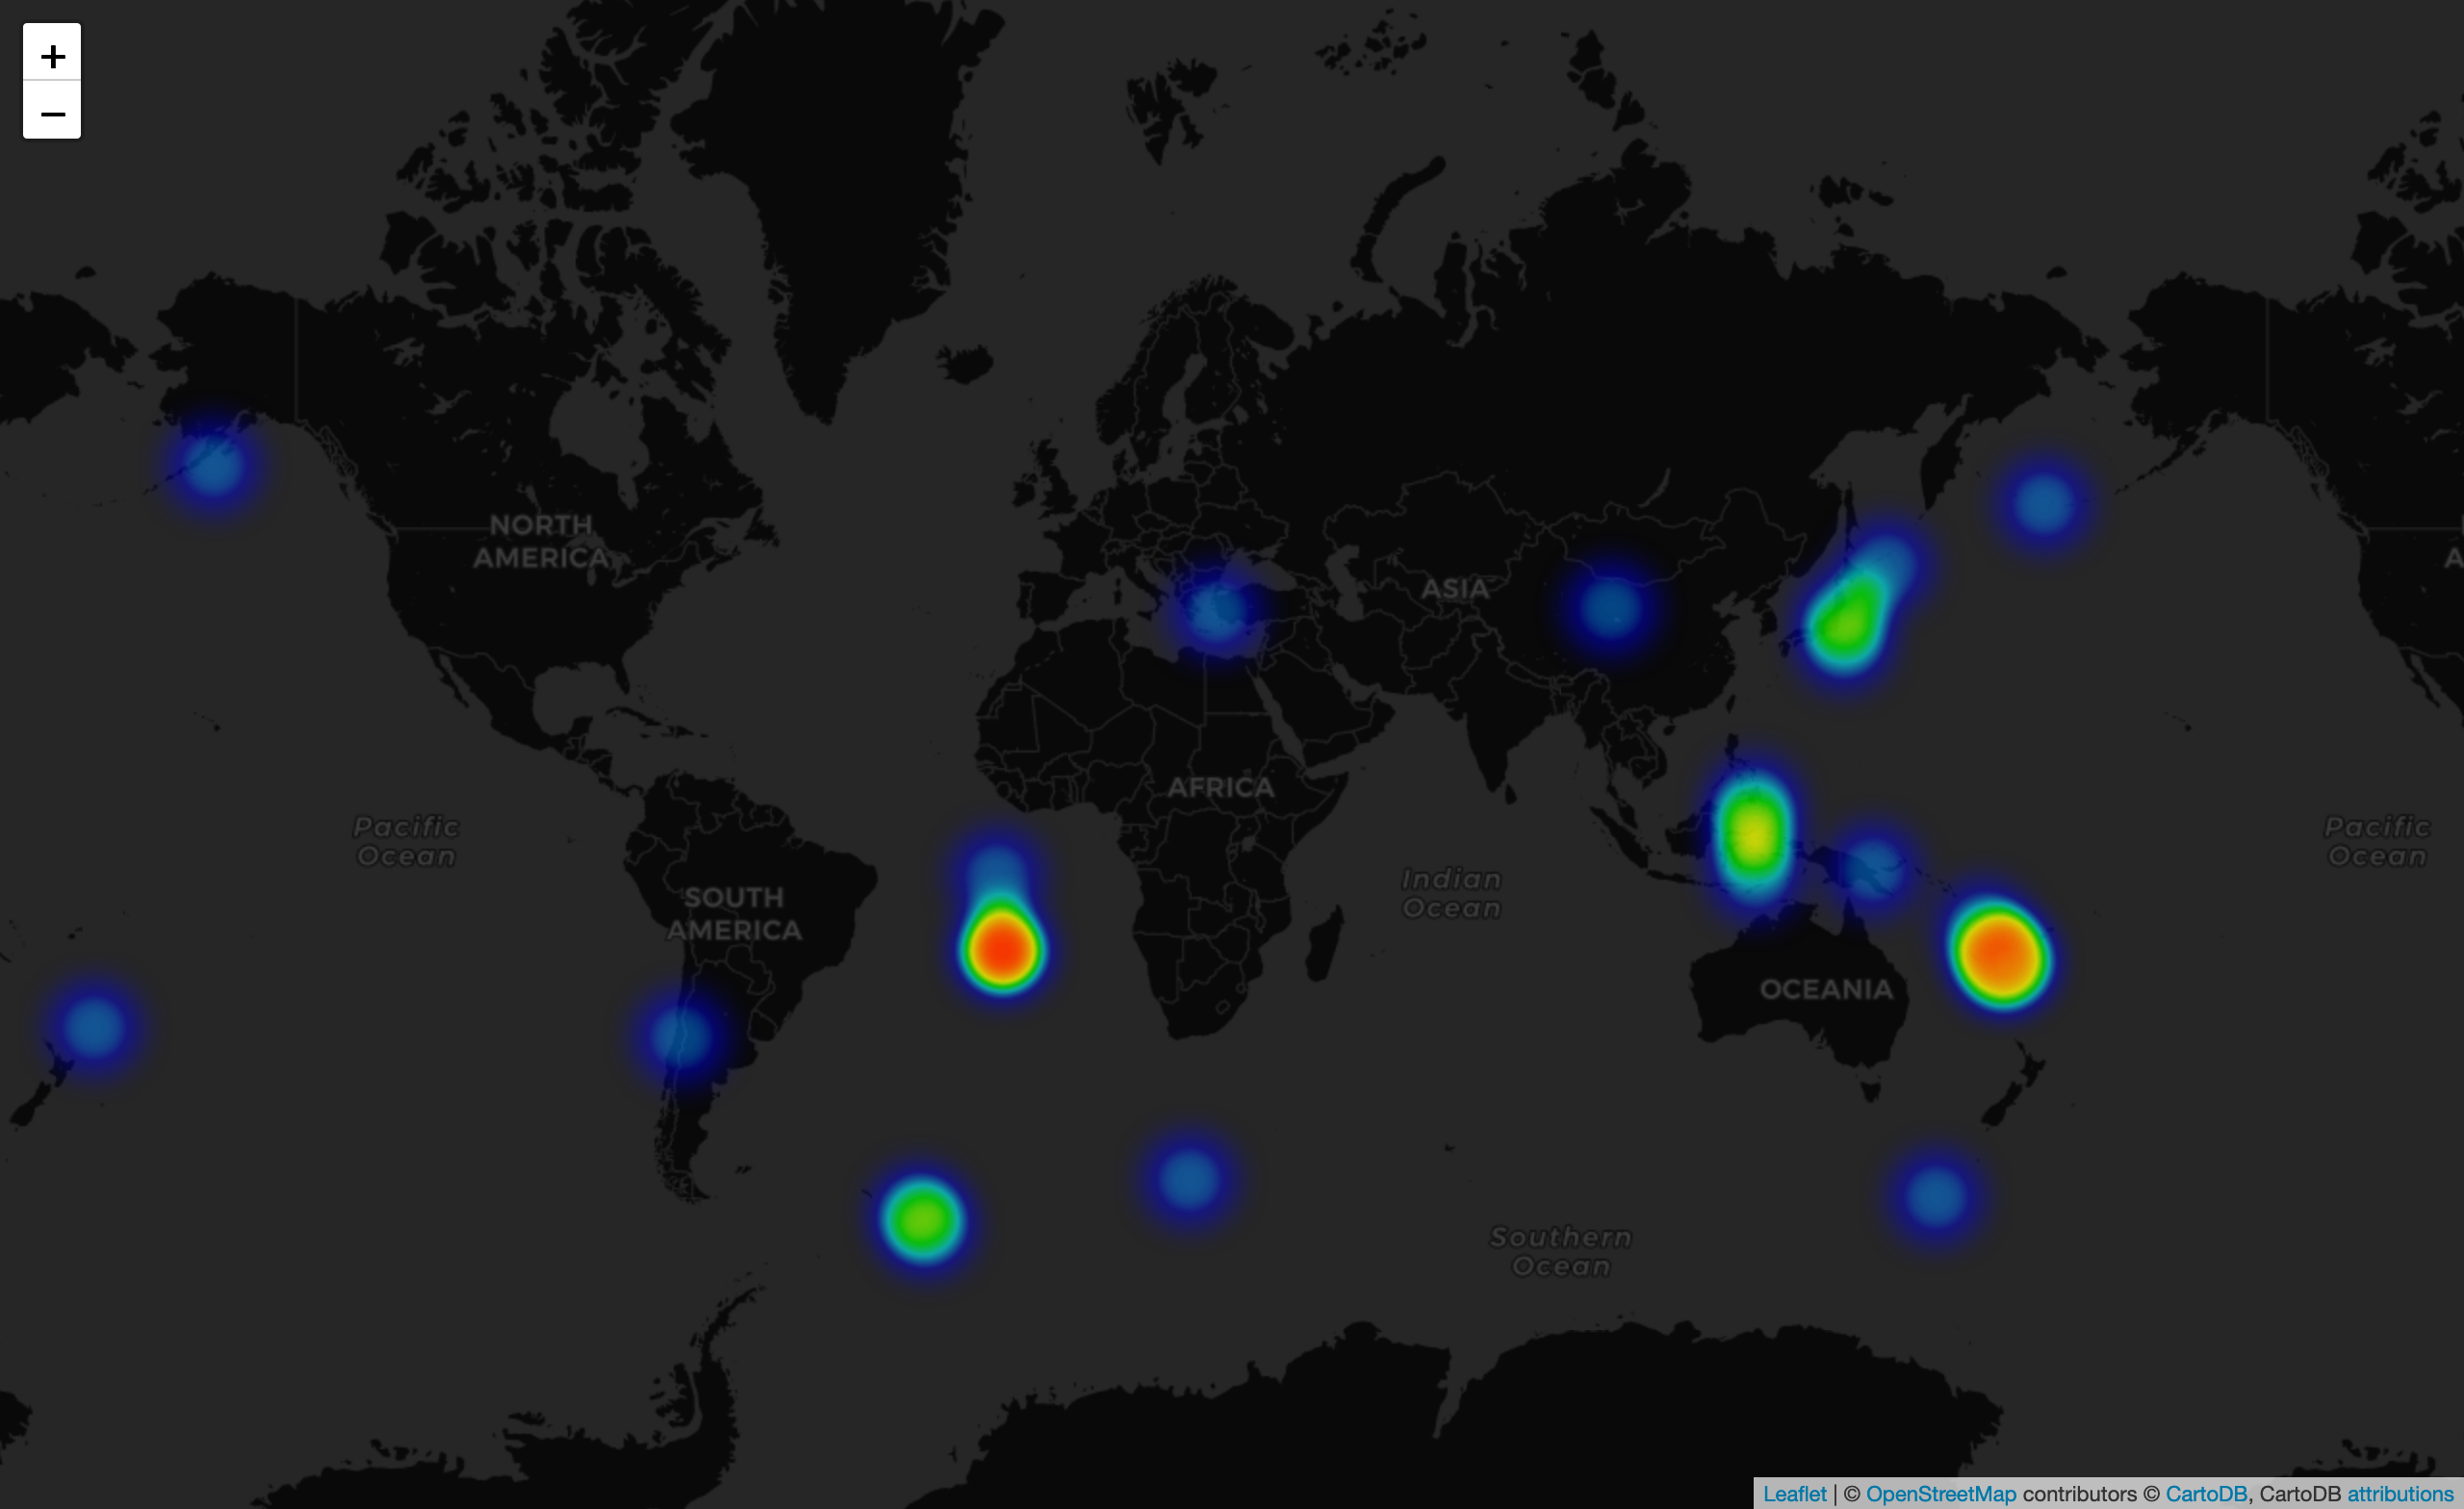 +
−
NORTH
AMERICA
ASIA
A
AFRICA
Pacific
Ocean
Pacific
Ocean
Indian
Ocean
SOUTH
AMERICA
OCEANIA
Southern
Ocean
Leaflet | © OpenStreetMap contributors © CartoDB, CartoDB attributions